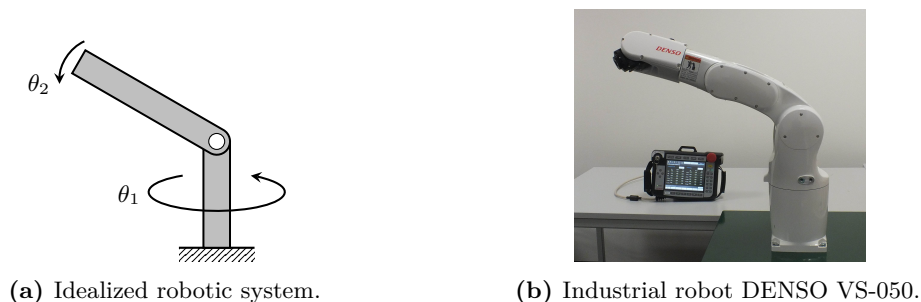 θ2
θ1
DENSO
(a) Idealized robotic system.
(b) Industrial robot DENSO VS-050.